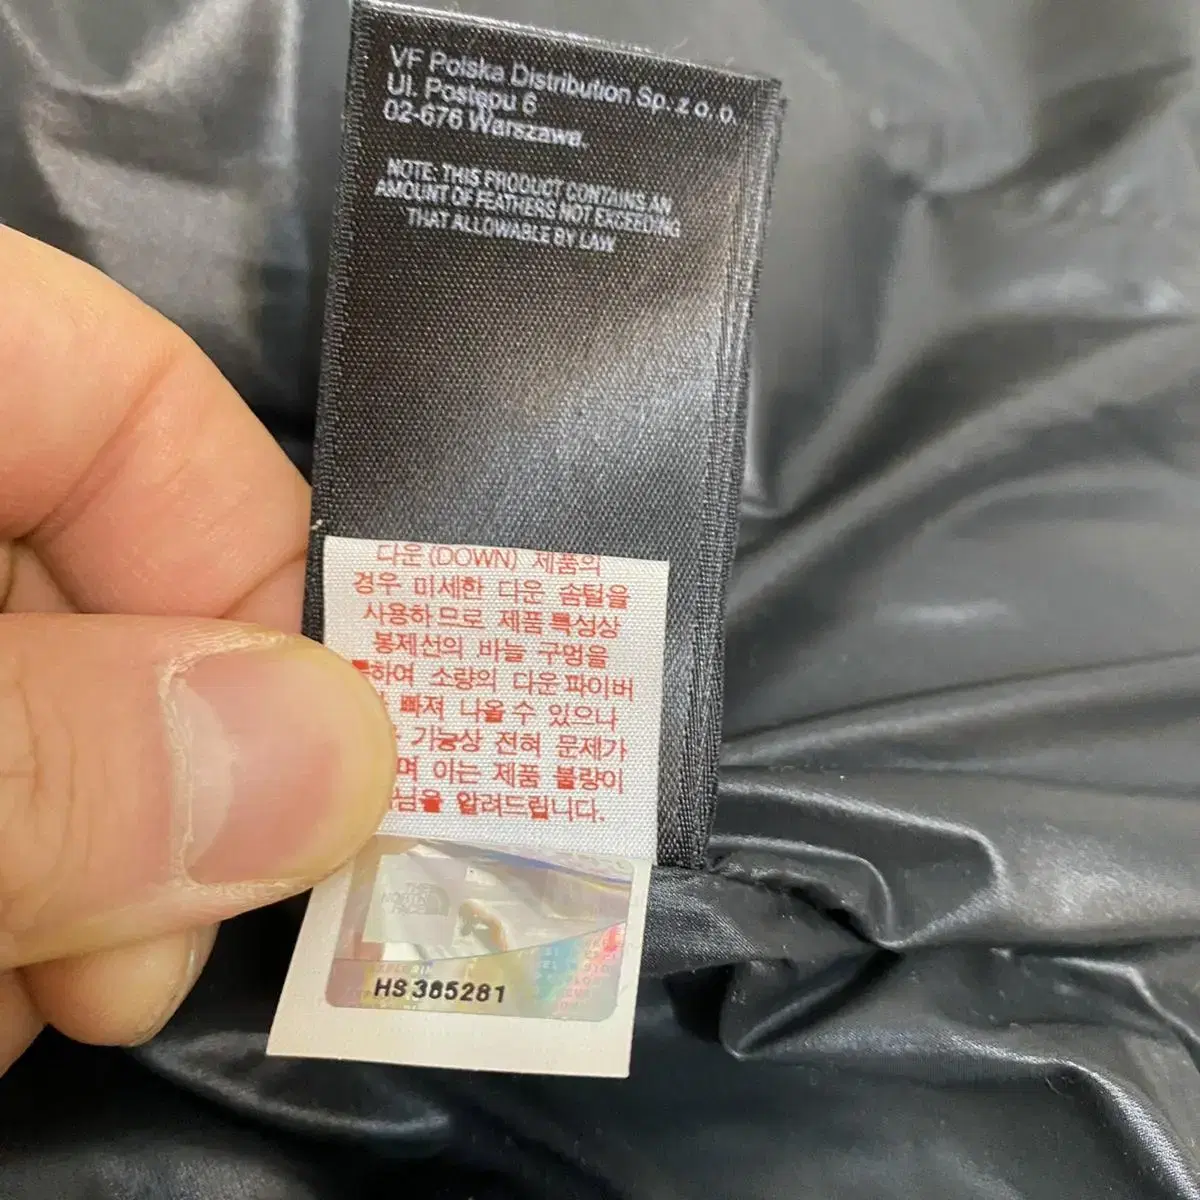 VF Polska Distribution Sp. z o. o.
Ul. Postępu 6
02-676 Warszawa.
NOTE: THIS PRODUCT CONTAINS AN
AMOUNT OF FEATHERS NOT EXCEEDING
THAT ALLOWABLE BY LAW
다운(DOWN) 제품의
경우 미세한 다운 솜털을
사용하므로 제품특성상
봉제선의 바늘 구멍을
소량의 다운파이버
빠져 나올 수 있으나
기능상 전혀 문제가
이는 제품 불량이
알려드립니다.
THE
NORTH
FACE
HS 385281